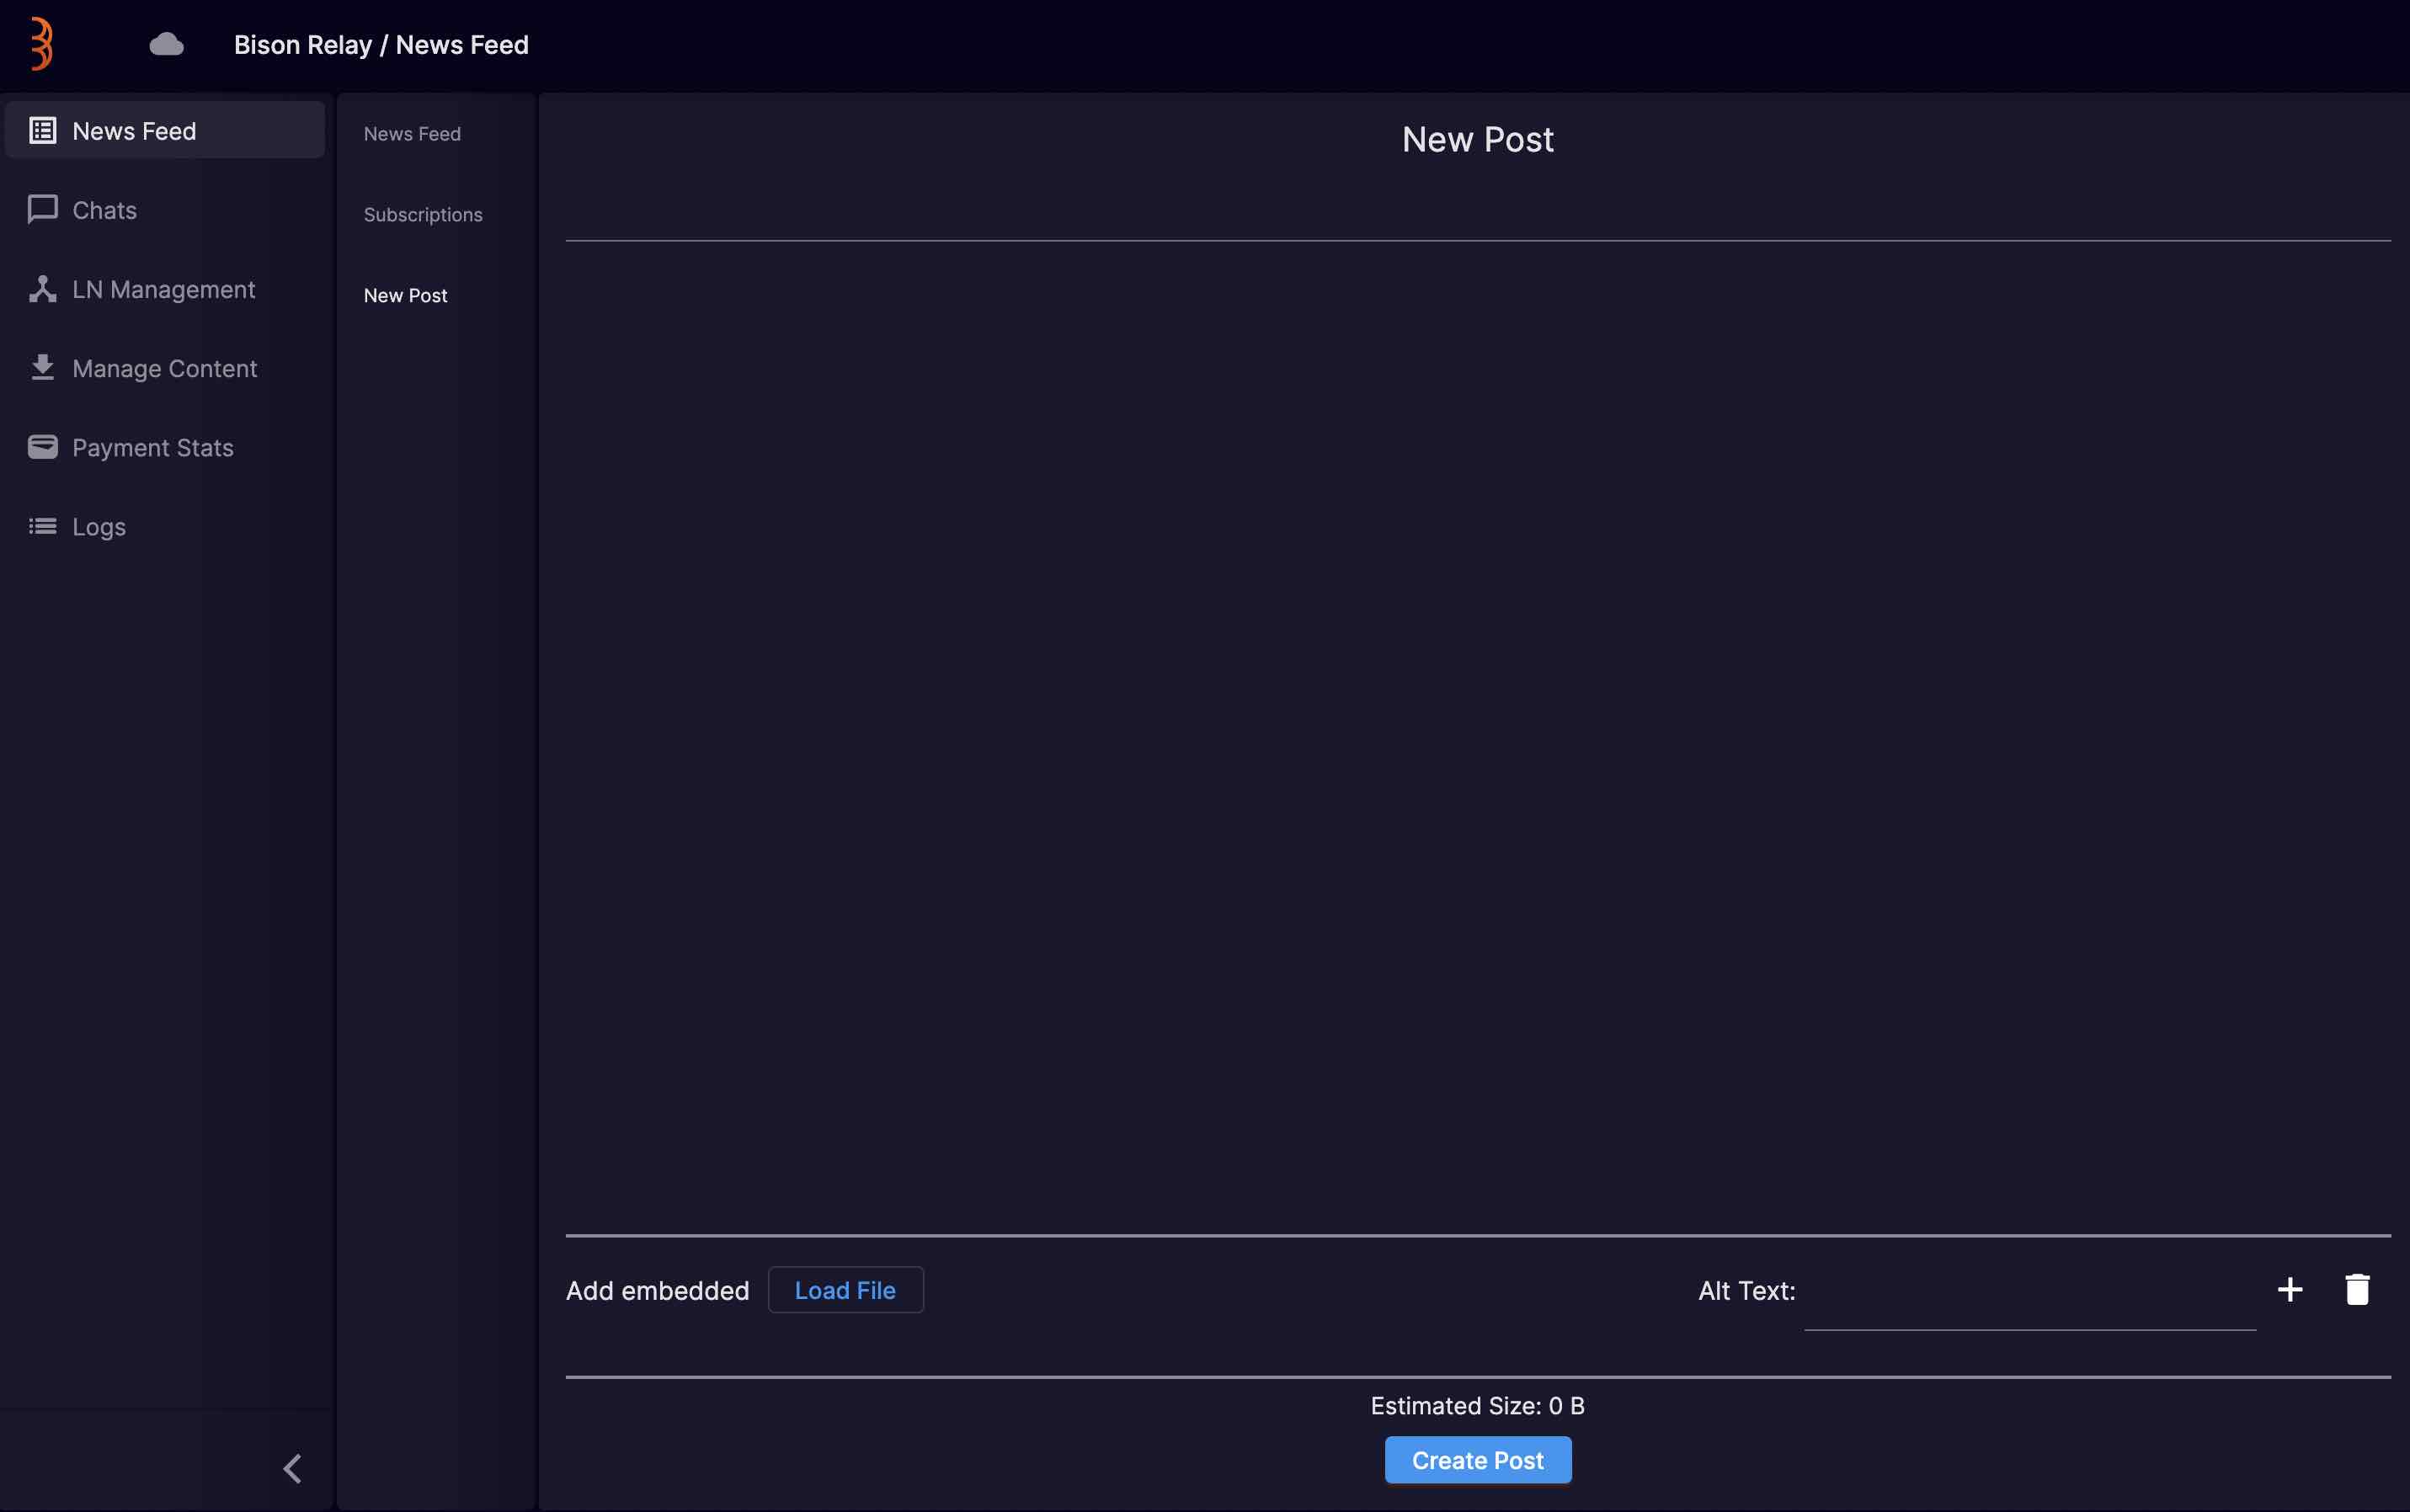 Bison Relay / News Feed
News Feed
Chats
LN Management
Manage Content
Payment Stats
Logs
News Feed
Subscriptions
New Post
New Post
Add embedded
Load File
Alt Text:
Estimated Size: 0 B
Create Post